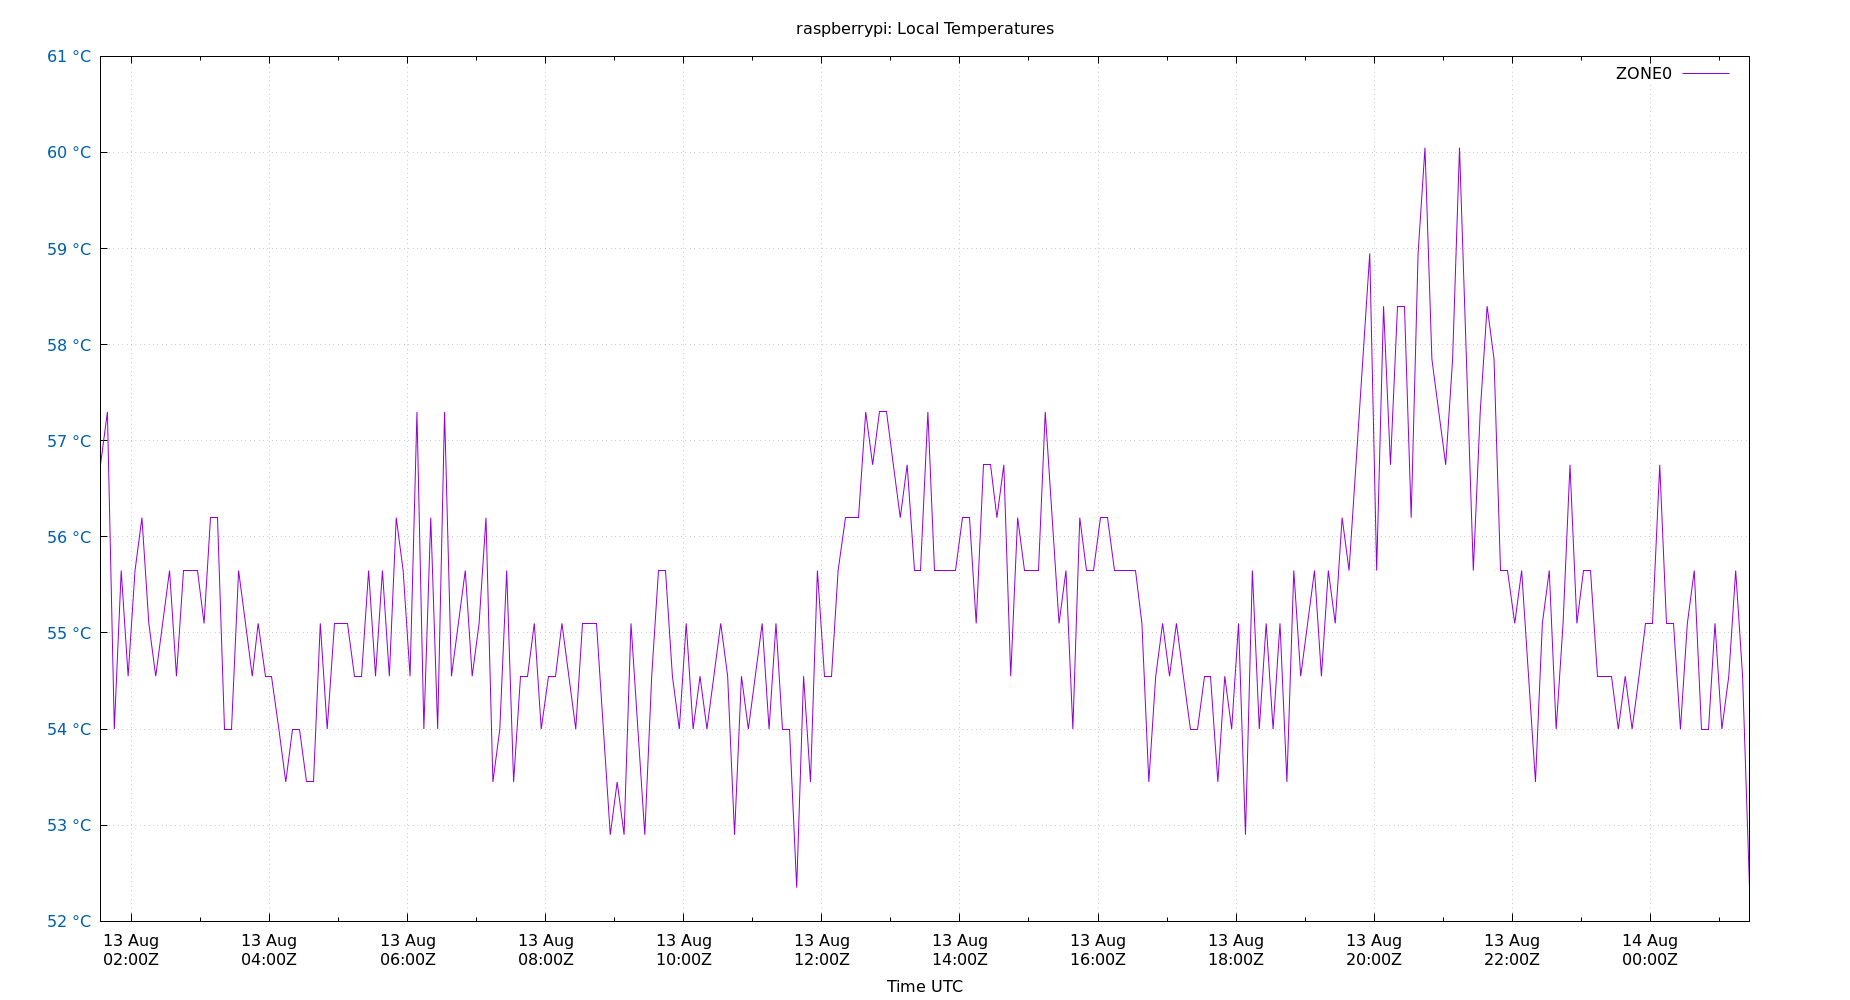 raspberrypi: Local Temperatures
61 °C
ZONE0
60 °C
59 °C
58 °C
57 °C
56 °C
55 °C
54 °C
53 °C
52 °C
13 Aug 13 Aug 13 Aug 13 Aug 13 Aug 13 Aug 13 Aug 13 Aug 13 Aug 13 Aug 13 Aug 14 Aug
02:00Z 04:00Z 06:00Z 08:00Z 10:00Z 12:00Z 14:00Z 16:00Z 18:00Z 20:00Z 22:00Z 00:00Z
Time UTC